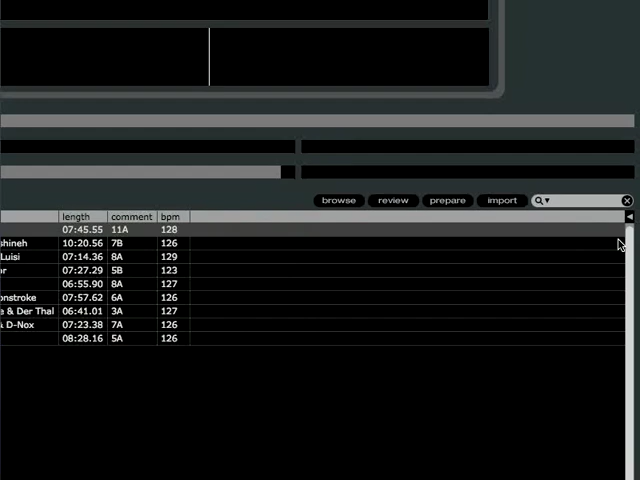 browse review prepare import
length comment bpm
07:45.55 11A 128
shineh 10:20.56 7B 126
Luisi 07:14.36 8A 129
r 07:27.29 5B 123
06:55.90 8A 127
onstroke 07:57.62 6A 126
e & Der Thal 06:41.01 3A 127
& D-Nox 07:23.38 7A 126
08:28.16 5A 126